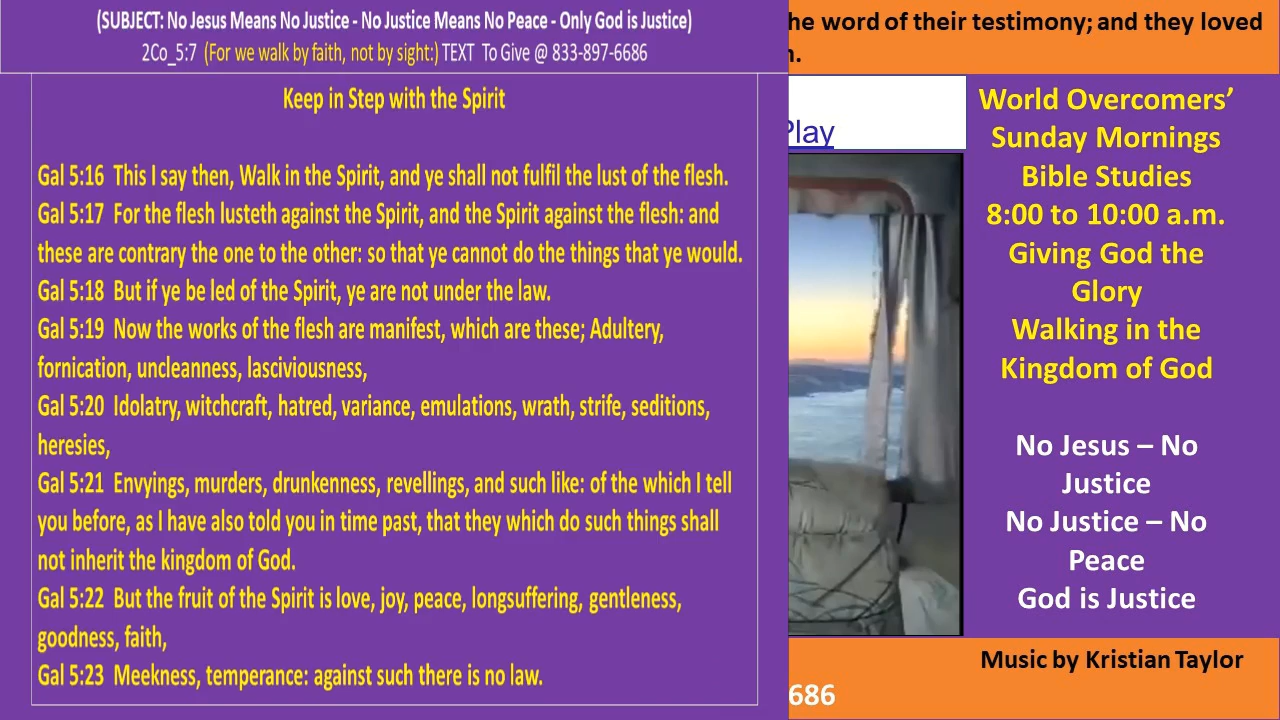 (SUBJECT: No Jesus Means No Justice - No Justice Means No Peace - Only God is Justice)
2Co_5:7 (For we walk by faith, not by sight:) TEXT To Give @ 833-897-6686
Keep in Step with the Spirit
Gal 5:16 This I say then, Walk in the Spirit, and ye shall not fulfil the lust of the flesh.
Gal 5:17 For the flesh lusteth against the Spirit, and the Spirit against the flesh: and
these are contrary the one to the other: so that ye cannot do the things that ye would.
Gal 5:18 But if ye be led of the Spirit, ye are not under the law.
Gal 5:19 Now the works of the flesh are manifest, which are these; Adultery,
fornication, uncleanness, lasciviousness,
Gal 5:20 Idolatry, witchcraft, hatred, variance, emulations, wrath, strife, seditions,
heresies,
Gal 5:21 Envyings, murders, drunkenness, revellings, and such like: of the which I tell
you before, as I have also told you in time past, that they which do such things shall
not inherit the kingdom of God.
Gal 5:22 But the fruit of the Spirit is love, joy, peace, longsuffering, gentleness,
goodness, faith,
Gal 5:23 Meekness, temperance: against such there is no law.
he word of their testimony; and they loved
Play
World Overcomers'
Sunday Mornings
Bible Studies
8:00 to 10:00 a.m.
Giving God the
Glory
Walking in the
Kingdom of God
No Jesus – No
Justice
No Justice – No
Peace
God is Justice
Music by Kristian Taylor
686